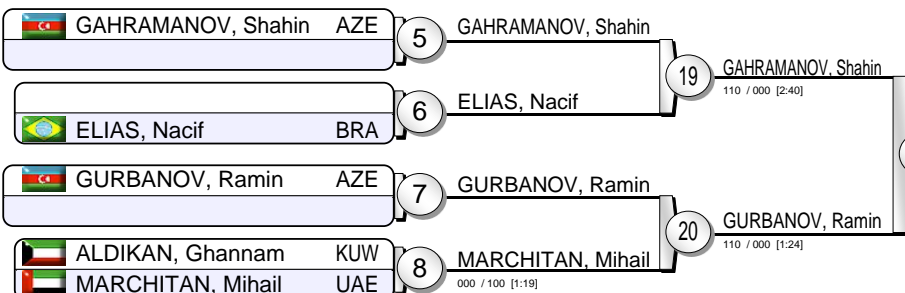 GAHRAMANOV, Shahin AZE
5
GAHRAMANOV, Shahin
19
GAHRAMANOV, Shahin
110 / 000 [2:40]
6
ELIAS, Nacif
ELIAS, Nacif BRA
GURBANOV, Ramin AZE
7
GURBANOV, Ramin
20
GURBANOV, Ramin
110 / 000 [1:24]
ALDIKAN, Ghannam KUW
8
MARCHITAN, Mihail
000 / 100 [1:19]
MARCHITAN, Mihail UAE